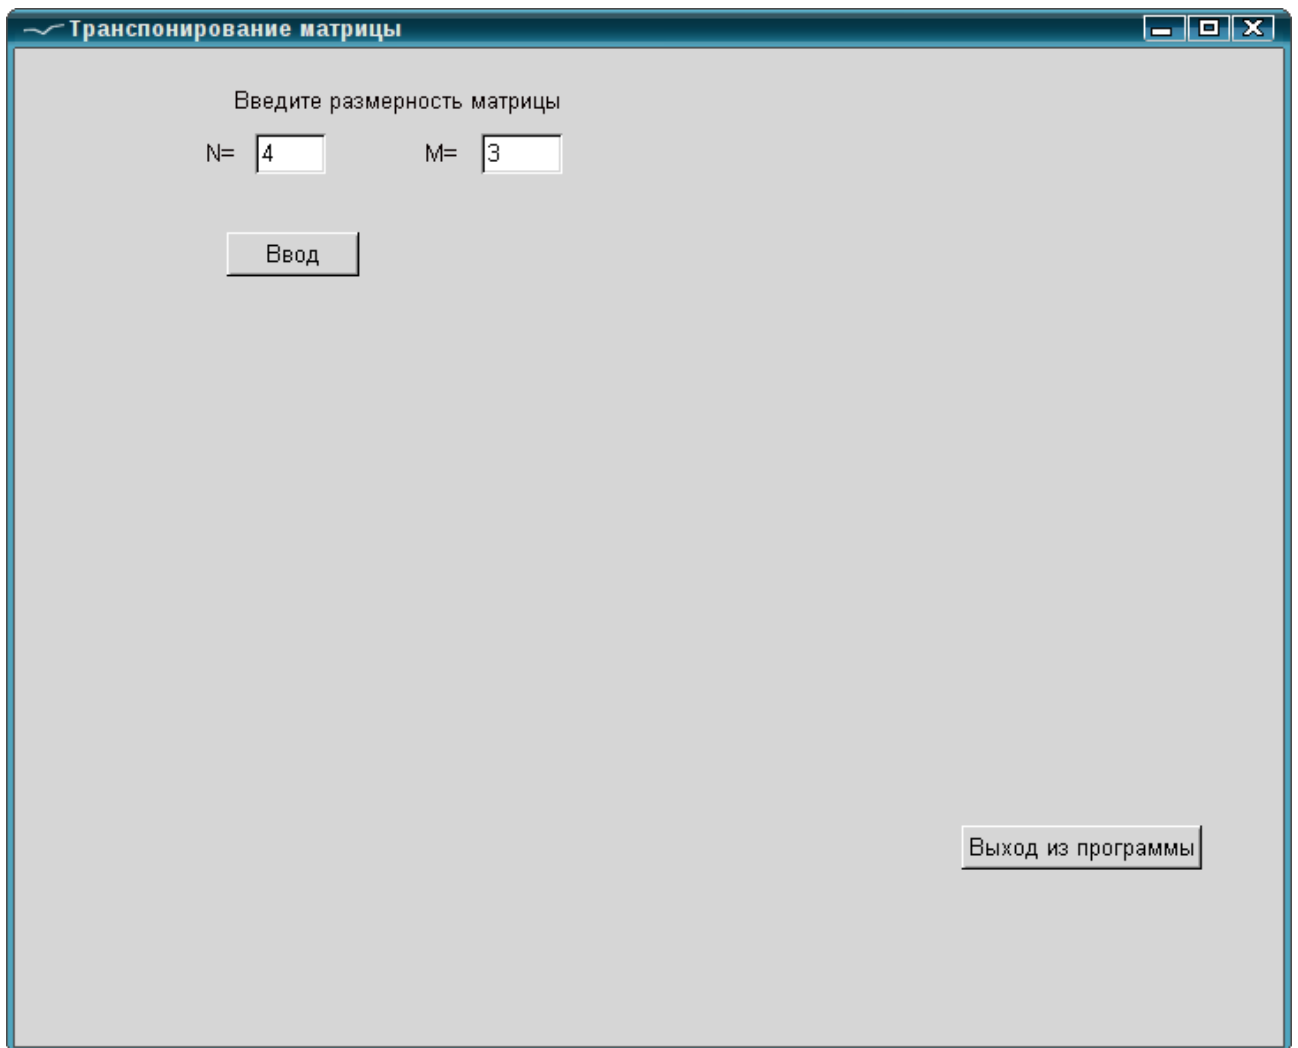 Транспонирование матрицы
Введите размерность матрицы
N= 4 M= 3
Ввод
Выход из программы